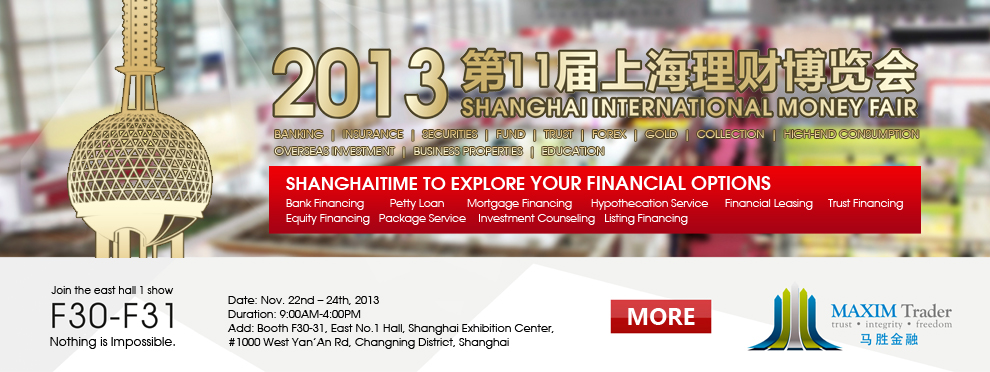 2013 第11届上海理财博览会
SHANGHAI INTERNATIONAL MONEY FAIR
BANKING | INSURANCE | SECURITIES | FUND | TRUST | FOREX | GOLD | COLLECTION | HIGH-END CONSUMPTION
OVERSEAS INVESTMENT | BUSINESS PROPERTIES | EDUCATION
SHANGHAITIME TO EXPLORE YOUR FINANCIAL OPTIONS
Bank Financing Petty Loan Mortgage Financing Hypothecation Service Financial Leasing Trust Financing
Equity Financing Package Service Investment Counseling Listing Financing
Join the east hall 1 show
F30-F31
Nothing is Impossible.
Date: Nov. 22nd – 24th, 2013
Duration: 9:00AM-4:00PM
Add: Booth F30-31, East No.1 Hall, Shanghai Exhibition Center,
#1000 West Yan'An Rd, Changning District, Shanghai
MORE
MAXIM Trader
trust • integrity • freedom
马胜金融